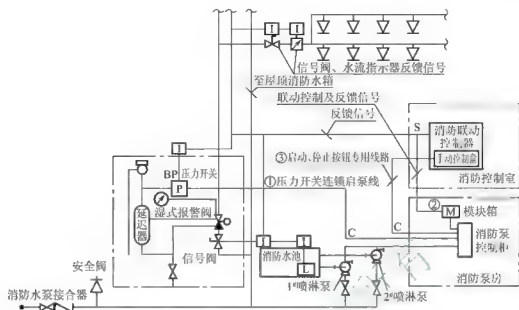 I
I
信号阀、水流指示器反馈信号
至屋顶消防水箱
联动控制及反馈信号
反馈信号
S
消防联动
控制器
手动控制盘
消防控制室
③启动、停止按钮专用线路
I
BP
压力开关
P
①压力开关连锁启泵线
湿式报警阀
延迟器
C
C
②
M
模块箱
消防泵
控制柜
消防泵房
信号阀
I
I
消防水池
L
安全阀
消防水泵接合器
1#喷淋泵
2#喷淋泵